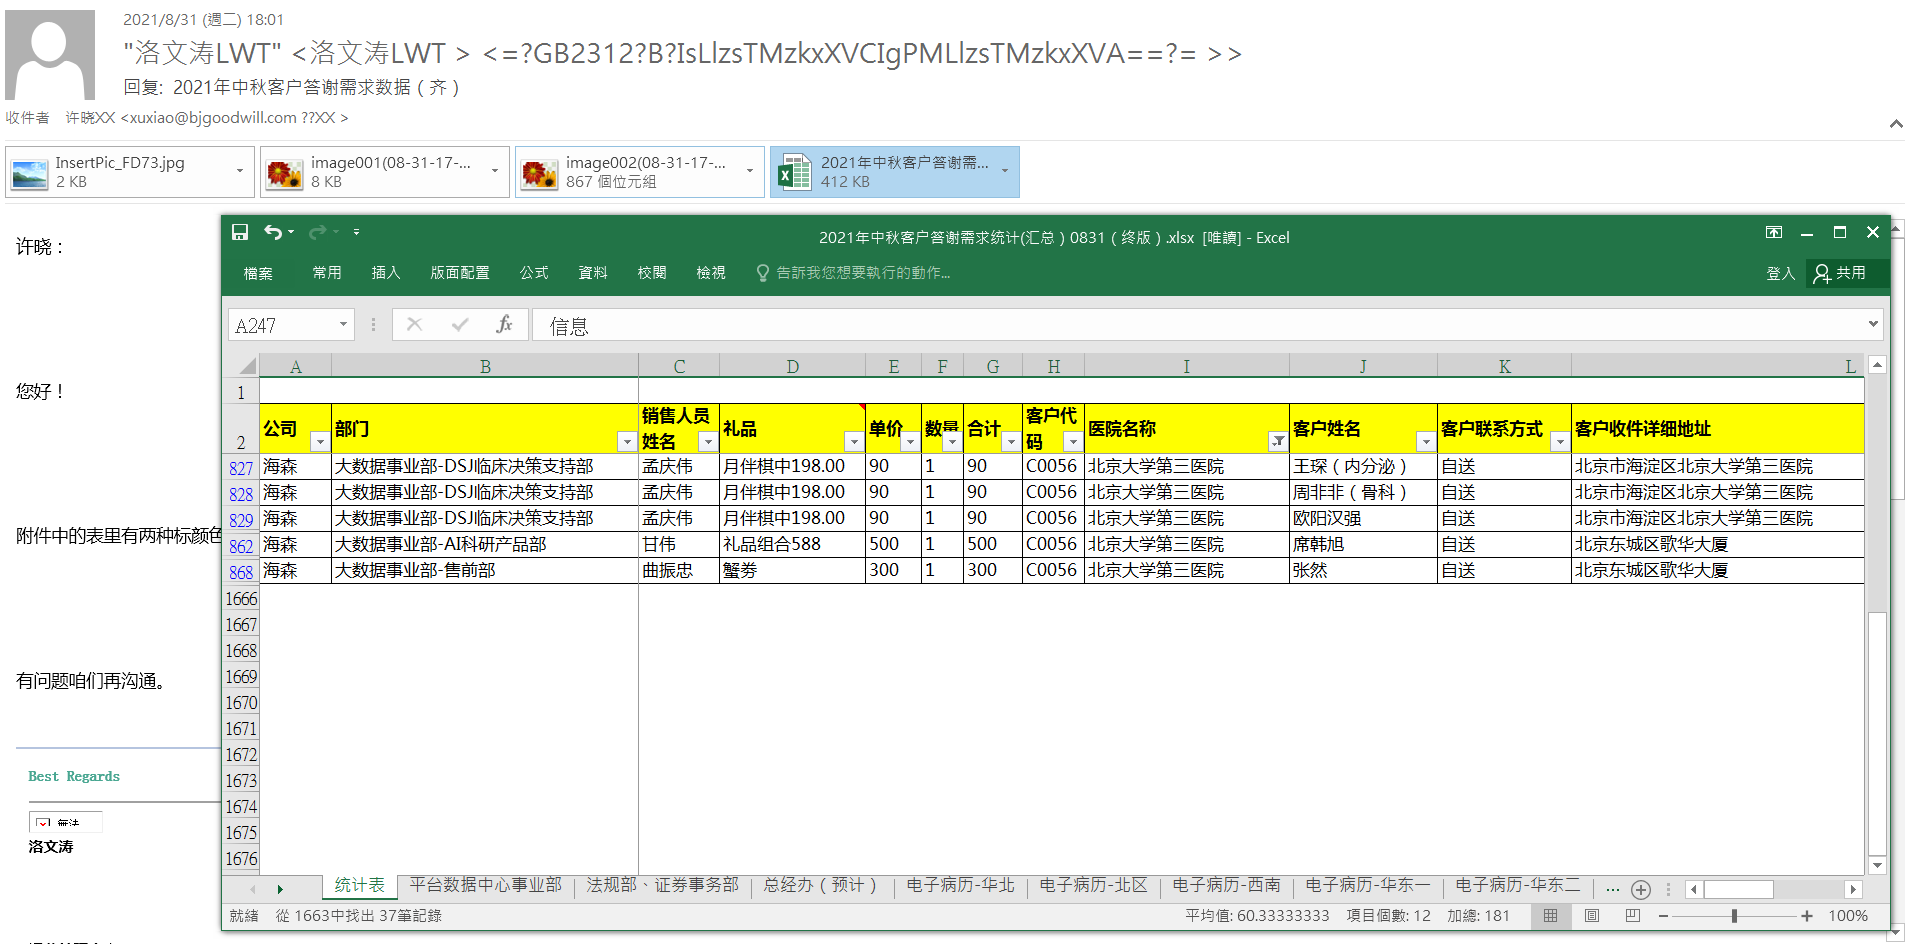 2021/8/31 (週二) 18:01
"洛文涛LWT" <洛文涛LWT > <=?GB2312?B?IsLlzsTMzkxXVCIgPMLlzsTMzkxXVA==?= >>
回复: 2021年中秋客户答谢需求数据（齐）
收件者 许晓XX <xuxiao@bjgoodwill.com ??XX >
InsertPic_FD73.jpg
2 KB
image001(08-31-17-...
8 KB
image002(08-31-17-...
867 個位元組
2021年中秋客户答谢需...
412 KB
许晓：
您好！
附件中的表里有两种标颜色
有问题咱们再沟通。
Best Regards
無法
洛文涛
2021年中秋客户答谢需求统计(汇总）0831（终版）.xlsx [唯讀] - Excel
檔案 常用 插入 版面配置 公式 資料 校閱 檢視 告訴我您想要執行的動作... 登入 共用
A247 fx 信息
A B C D E F G H I J K L
1
2 公司 部门 销售人员姓名 礼品 单价 数量 合计 客户代码 医院名称 客户姓名 客户联系方式 客户收件详细地址
827 海森 大数据事业部-DSJ临床决策支持部 孟庆伟 月伴棋中198.00 90 1 90 C0056 北京大学第三医院 王琛（内分泌） 自送 北京市海淀区北京大学第三医院
828 海森 大数据事业部-DSJ临床决策支持部 孟庆伟 月伴棋中198.00 90 1 90 C0056 北京大学第三医院 周非非（骨科） 自送 北京市海淀区北京大学第三医院
829 海森 大数据事业部-DSJ临床决策支持部 孟庆伟 月伴棋中198.00 90 1 90 C0056 北京大学第三医院 欧阳汉强 自送 北京市海淀区北京大学第三医院
862 海森 大数据事业部-AI科研产品部 甘伟 礼品组合588 500 1 500 C0056 北京大学第三医院 席韩旭 自送 北京东城区歌华大厦
868 海森 大数据事业部-售前部 曲振忠 蟹券 300 1 300 C0056 北京大学第三医院 张然 自送 北京东城区歌华大厦
1666
1667
1668
1669
1670
1671
1672
1673
1674
1675
1676
统计表 平台数据中心事业部 法规部、证券事务部 总经办（预计） 电子病历-华北 电子病历-北区 电子病历-西南 电子病历-华东一 电子病历-华东二 ...
就緒 從 1663中找出 37筆記錄 平均值: 60.33333333 項目個數: 12 加總: 181 100%